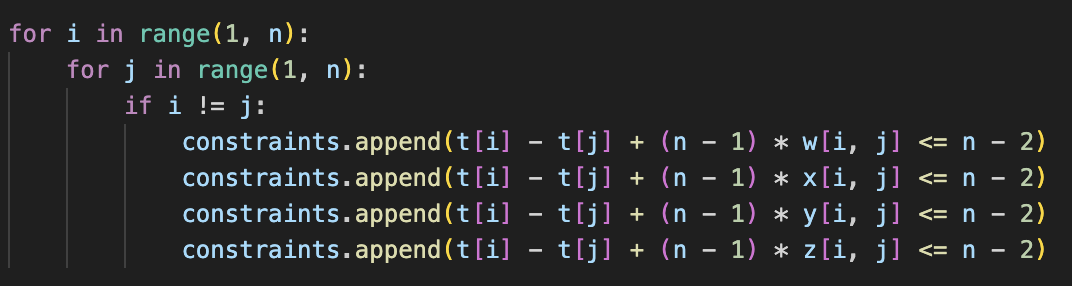 for i in range(1, n):
    for j in range(1, n):
        if i != j:
            constraints.append(t[i] - t[j] + (n - 1) * w[i, j] <= n - 2)
            constraints.append(t[i] - t[j] + (n - 1) * x[i, j] <= n - 2)
            constraints.append(t[i] - t[j] + (n - 1) * y[i, j] <= n - 2)
            constraints.append(t[i] - t[j] + (n - 1) * z[i, j] <= n - 2)